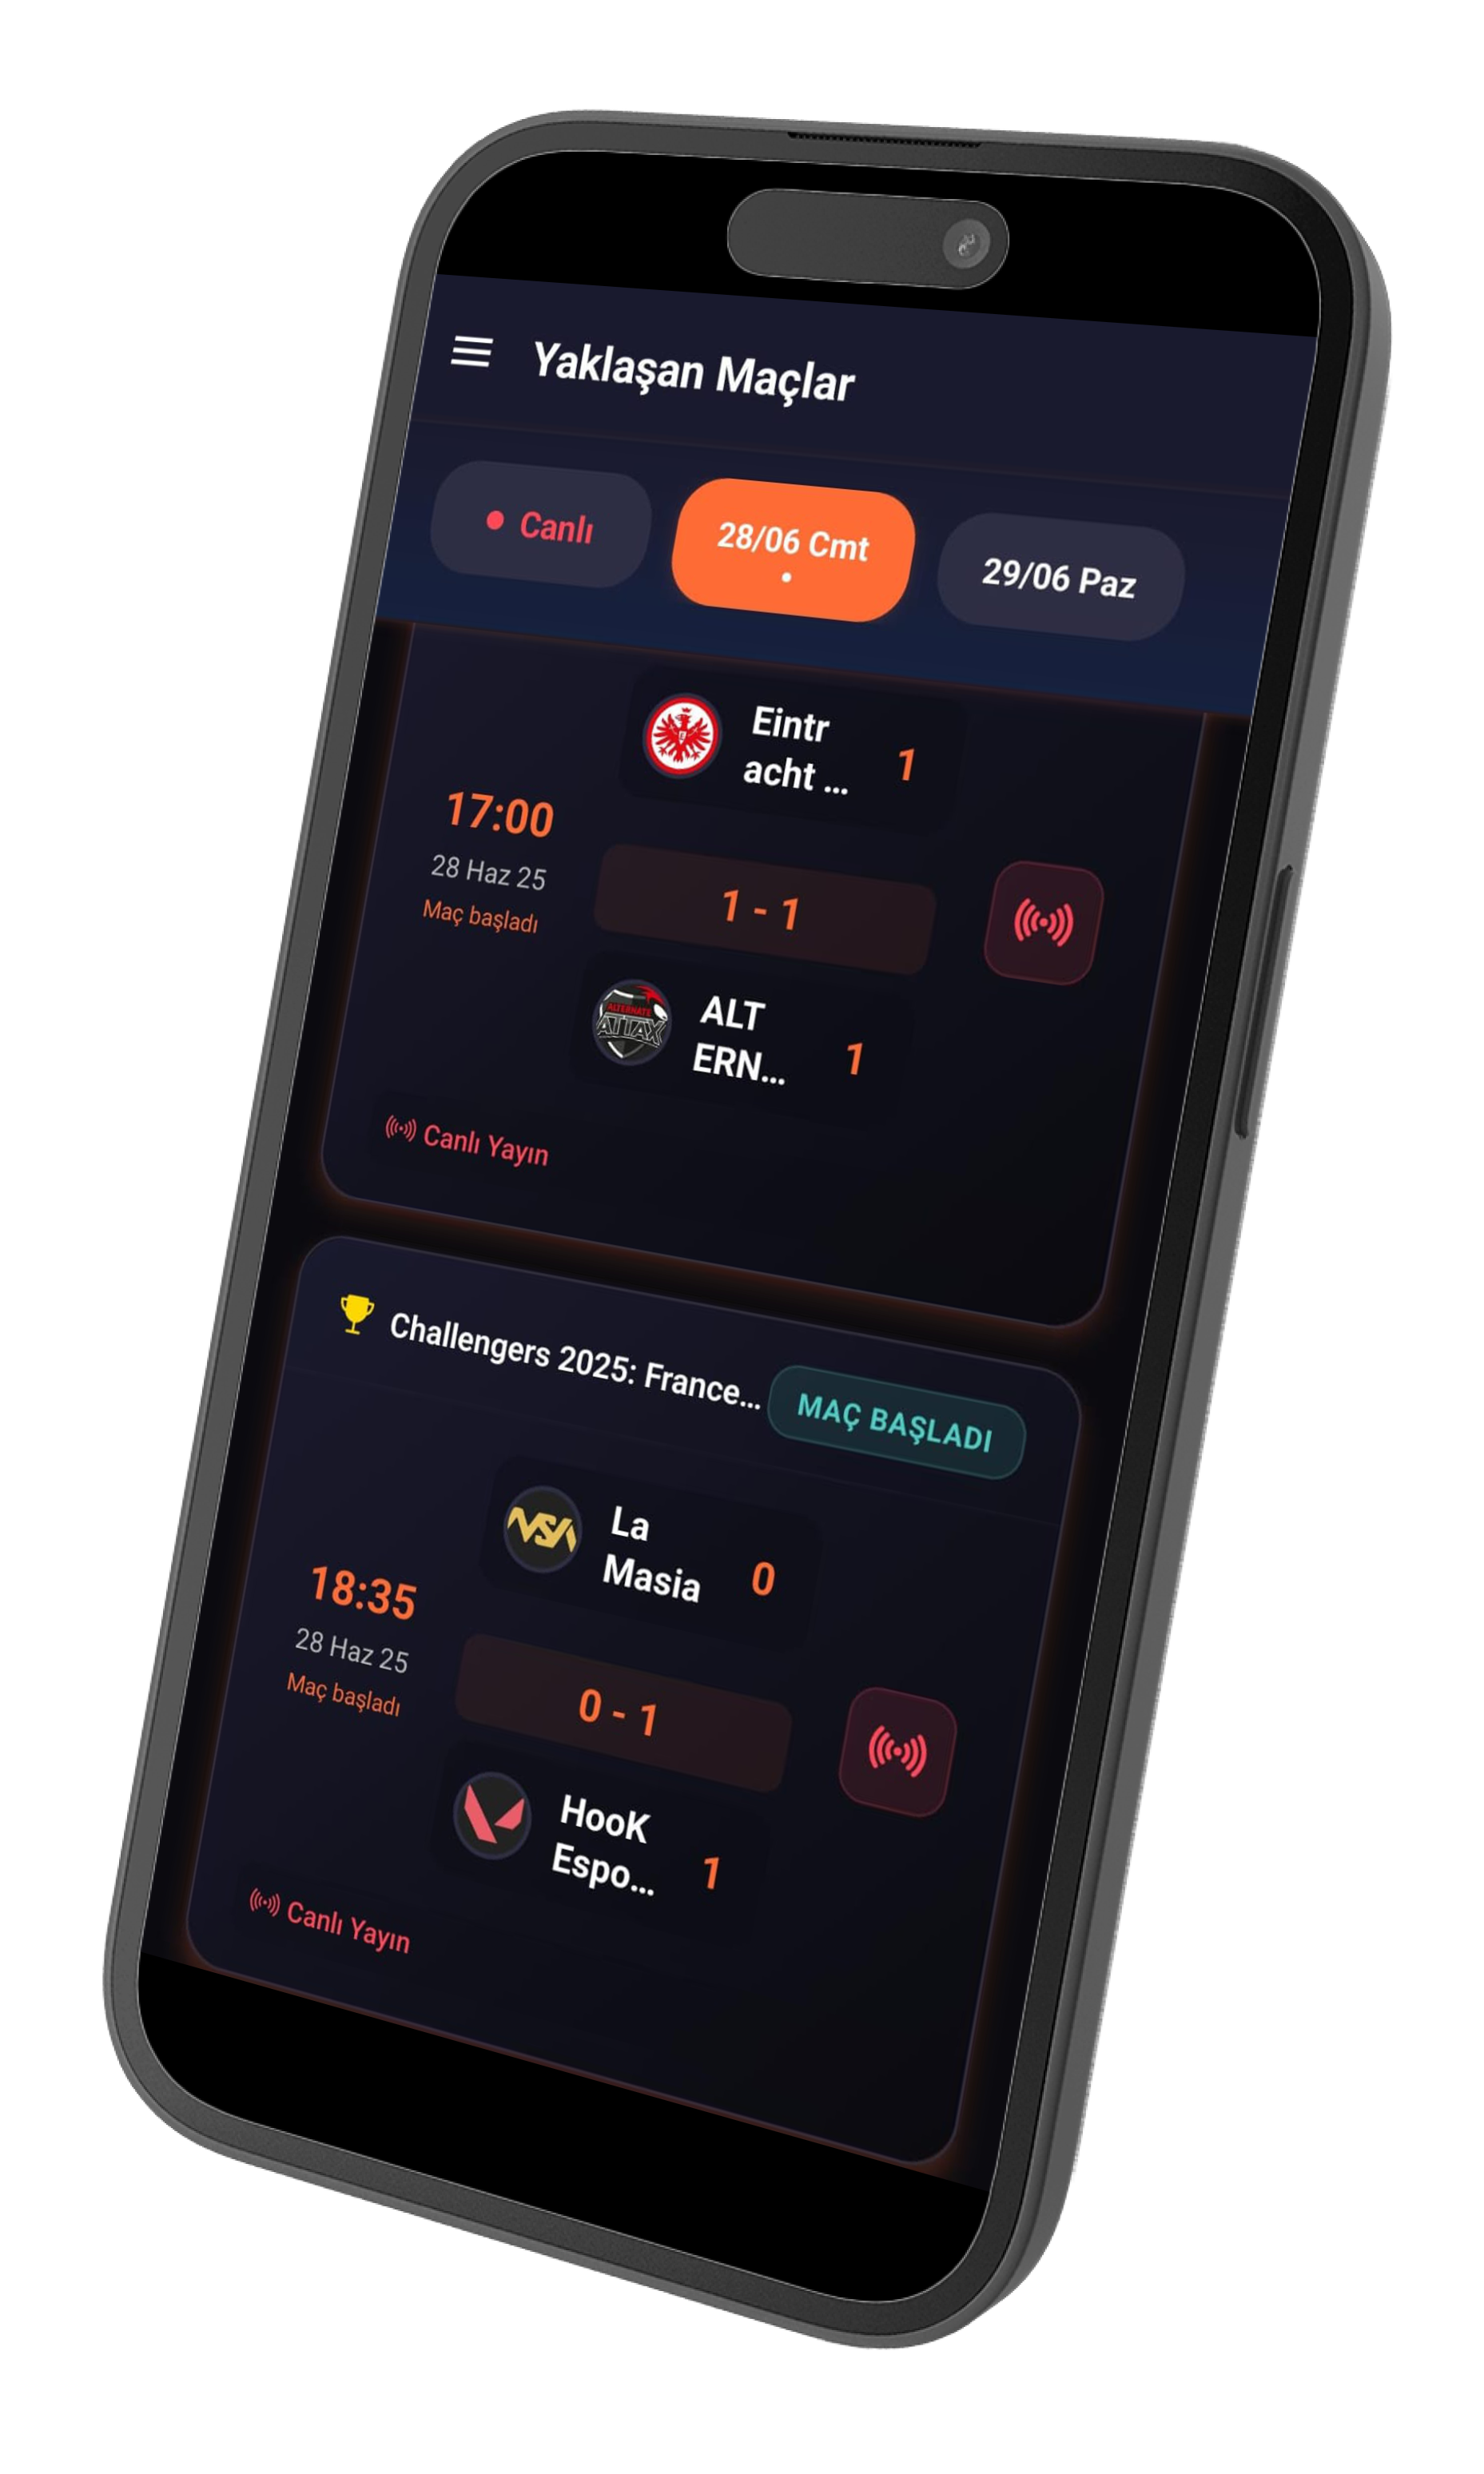 Yaklaşan Maçlar
Canlı
28/06 Cmt
29/06 Paz
Eintr
acht ...
1
17:00
28 Haz 25
Maç başladı
1 - 1
ALTERNATE
ATTAX
ALT
ERN...
1
Canlı Yayın
Challengers 2025: France...
MAÇ BAŞLADI
La
Masia
0
18:35
28 Haz 25
Maç başladı
0 - 1
HooK
Espo...
1
Canlı Yayın